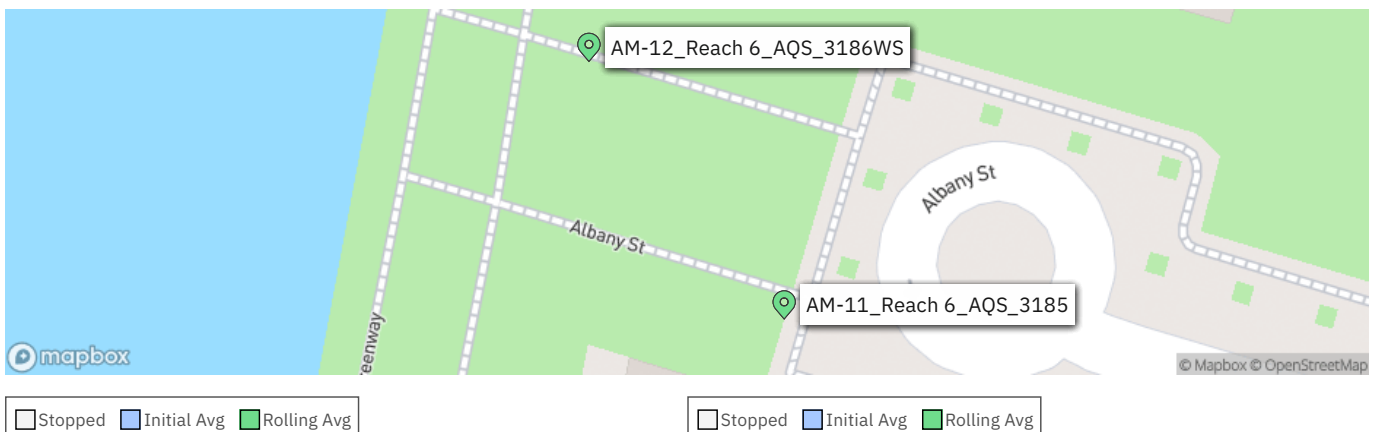 AM-12_Reach 6_AQS_3186WS
Albany St
Albany St
AM-11_Reach 6_AQS_3185
eenway
mapbox
© Mapbox © OpenStreetMap
Stopped Initial Avg Rolling Avg
Stopped Initial Avg Rolling Avg